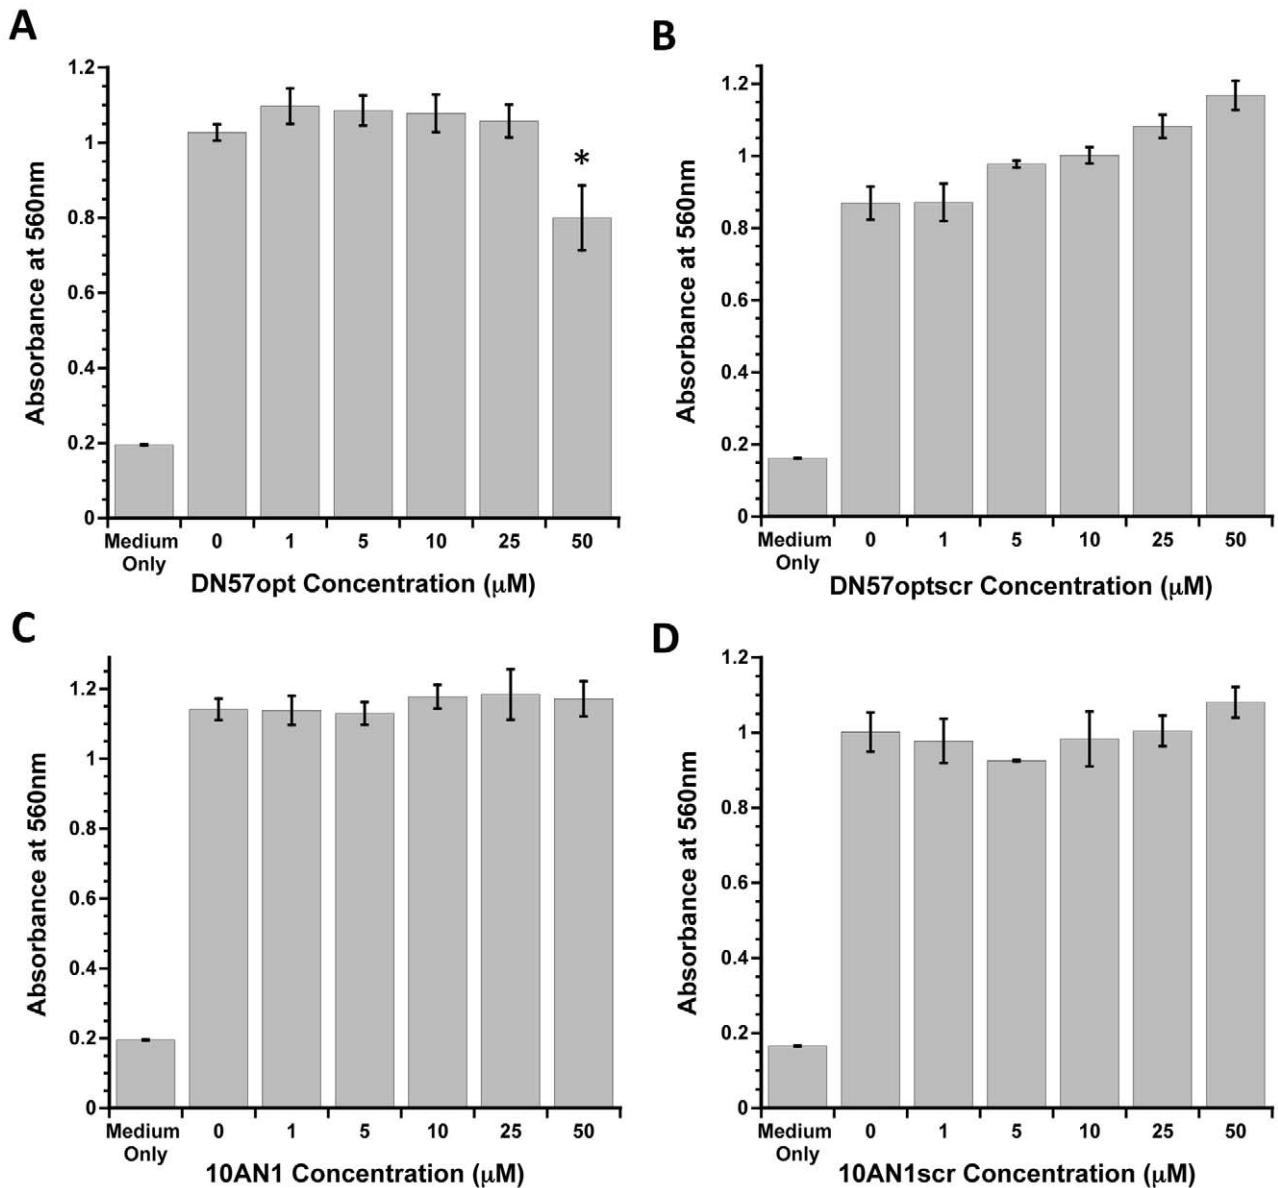 A
Absorbance at 560nm
1.2
1
0.8
0.6
0.4
0.2
0
*
Medium Only 0 1 5 10 25 50
DN57opt Concentration (μM)
B
Absorbance at 560nm
1.2
1
0.8
0.6
0.4
0.2
0
Medium Only 0 1 5 10 25 50
DN57optscr Concentration (μM)
C
Absorbance at 560nm
1.2
1
0.8
0.6
0.4
0.2
0
Medium Only 0 1 5 10 25 50
10AN1 Concentration (μM)
D
Absorbance at 560nm
1.2
1
0.8
0.6
0.4
0.2
0
Medium Only 0 1 5 10 25 50
10AN1scr Concentration (μM)